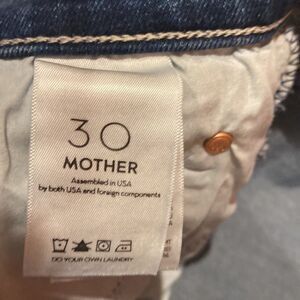 30
MOTHER
Assembled in USA
by both USA and foreign components
DO YOUR OWN LAUNDRY